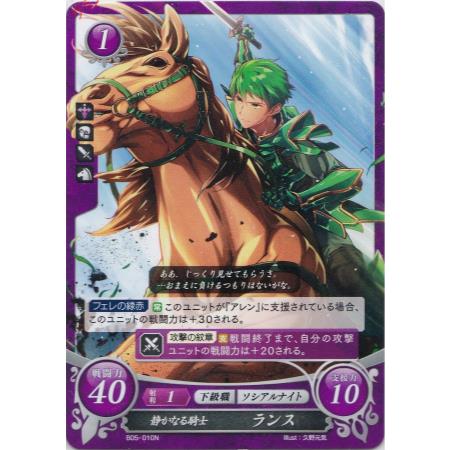 1
ああ、じっくり見せてもらうさ。
…おまえに負けるつもりはないがな。
フェレの緑赤 常 このユニットが『アレン』に支援されている場合、
このユニットの戦闘力は+30される。
攻撃の紋章 支 戦闘終了まで、自分の攻撃
ユニットの戦闘力は+20される。
戦闘力 40
射程 1 下級職 ソシアルナイト
支援力 10
静かなる騎士 ランス
B05-010N Illust:久野元気